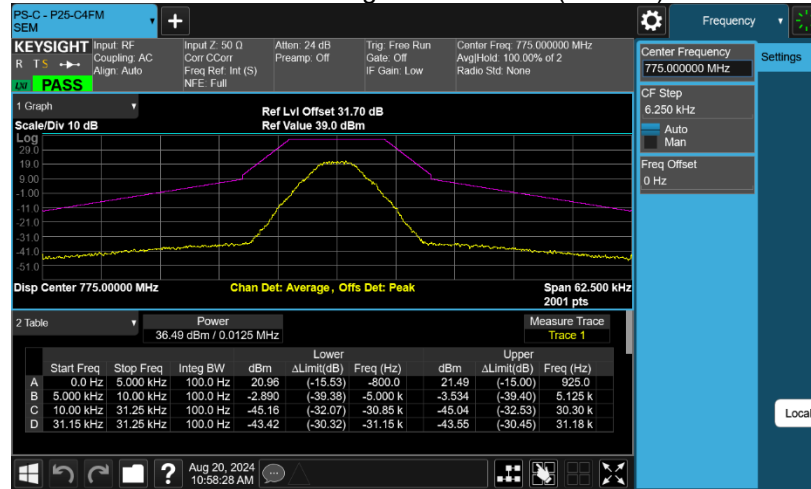 PS-C - P25-C4FM
SEM
Frequency
KEYSIGHT
R T S
LXI
PASS
Input: RF
Coupling: AC
Align: Auto
Input Z: 50 Ω
Corr CCorr
Freq Ref: Int (S)
NFE: Full
Atten: 24 dB
Preamp: Off
Trig: Free Run
Gate: Off
IF Gain: Low
Center Freq: 775.000000 MHz
Avg|Hold: 100.00% of 2
Radio Std: None
Center Frequency
775.000000 MHz
Settings
CF Step
6.250 kHz
Auto
Man
Freq Offset
0 Hz
Local
1 Graph
Scale/Div 10 dB
Ref Lvl Offset 31.70 dB
Ref Value 39.0 dBm
Log
29.0
19.0
9.00
-1.00
-11.0
-21.0
-31.0
-41.0
-51.0
Disp Center 775.00000 MHz
Chan Det: Average, Offs Det: Peak
Span 62.500 kHz
2001 pts
2 Table
Power
36.49 dBm / 0.0125 MHz
Measure Trace
Trace 1
Lower Upper
Start Freq Stop Freq Integ BW dBm ΔLimit(dB) Freq (Hz) dBm ΔLimit(dB) Freq (Hz)
A 0.0 Hz 5.000 kHz 100.0 Hz 20.96 (-15.53) -800.0 21.49 (-15.00) 925.0
B 5.000 kHz 10.00 kHz 100.0 Hz -2.890 (-39.38) -5.000 k -3.534 (-39.40) 5.125 k
C 10.00 kHz 31.25 kHz 100.0 Hz -45.16 (-32.07) -30.85 k -45.04 (-32.53) 30.30 k
D 31.15 kHz 31.25 kHz 100.0 Hz -43.42 (-30.32) -31.15 k -43.55 (-30.45) 31.18 k
?
Aug 20, 2024
10:58:28 AM